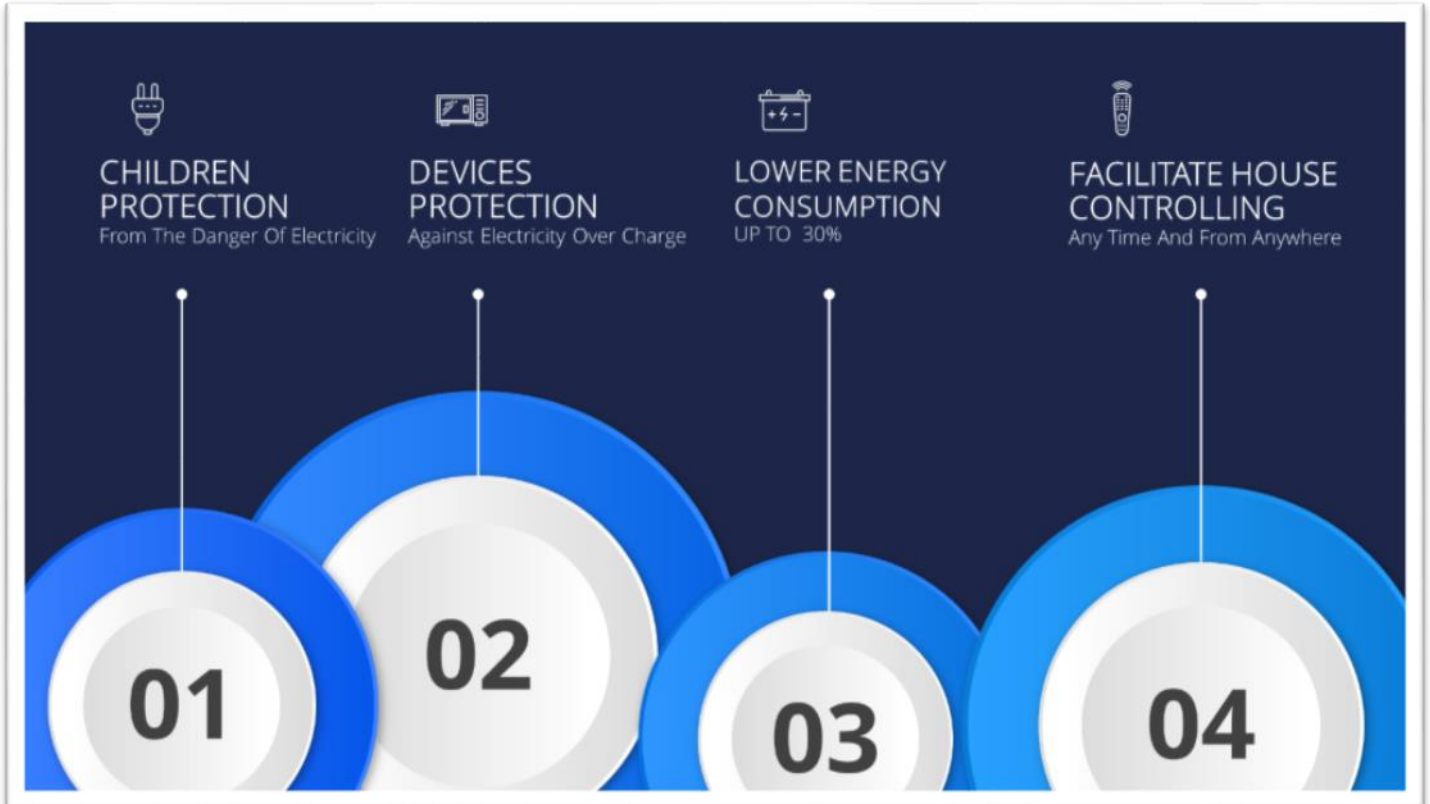 CHILDREN
PROTECTION
From The Danger Of Electricity
DEVICES
PROTECTION
Against Electricity Over Charge
LOWER ENERGY
CONSUMPTION
UP TO 30%
FACILITATE HOUSE
CONTROLLING
Any Time And From Anywhere
01
02
03
04